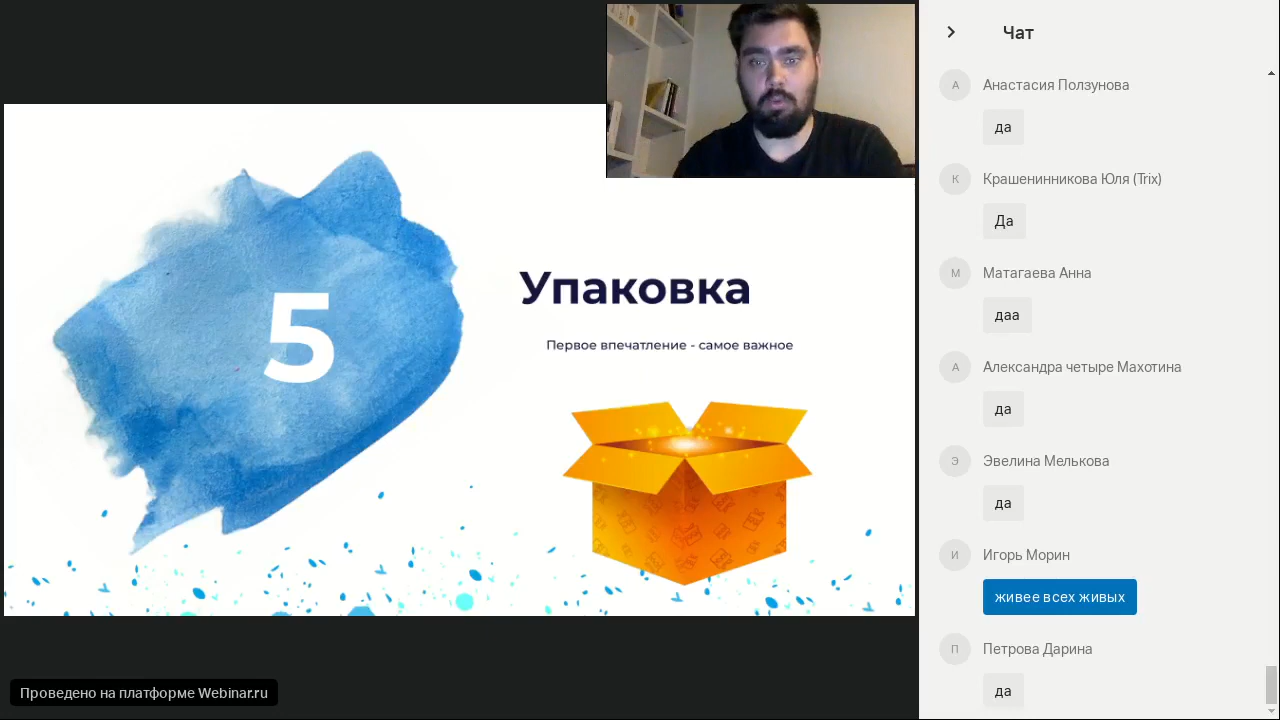 5
Упаковка
Первое впечатление - самое важное
Проведено на платформе Webinar.ru
Чат
А
Анастасия Ползунова
да
К
Крашенинникова Юля (Trix)
Да
М
Матагаева Анна
даа
А
Александра четыре Махотина
да
Э
Эвелина Мелькова
да
И
Игорь Морин
живее всех живых
П
Петрова Дарина
да